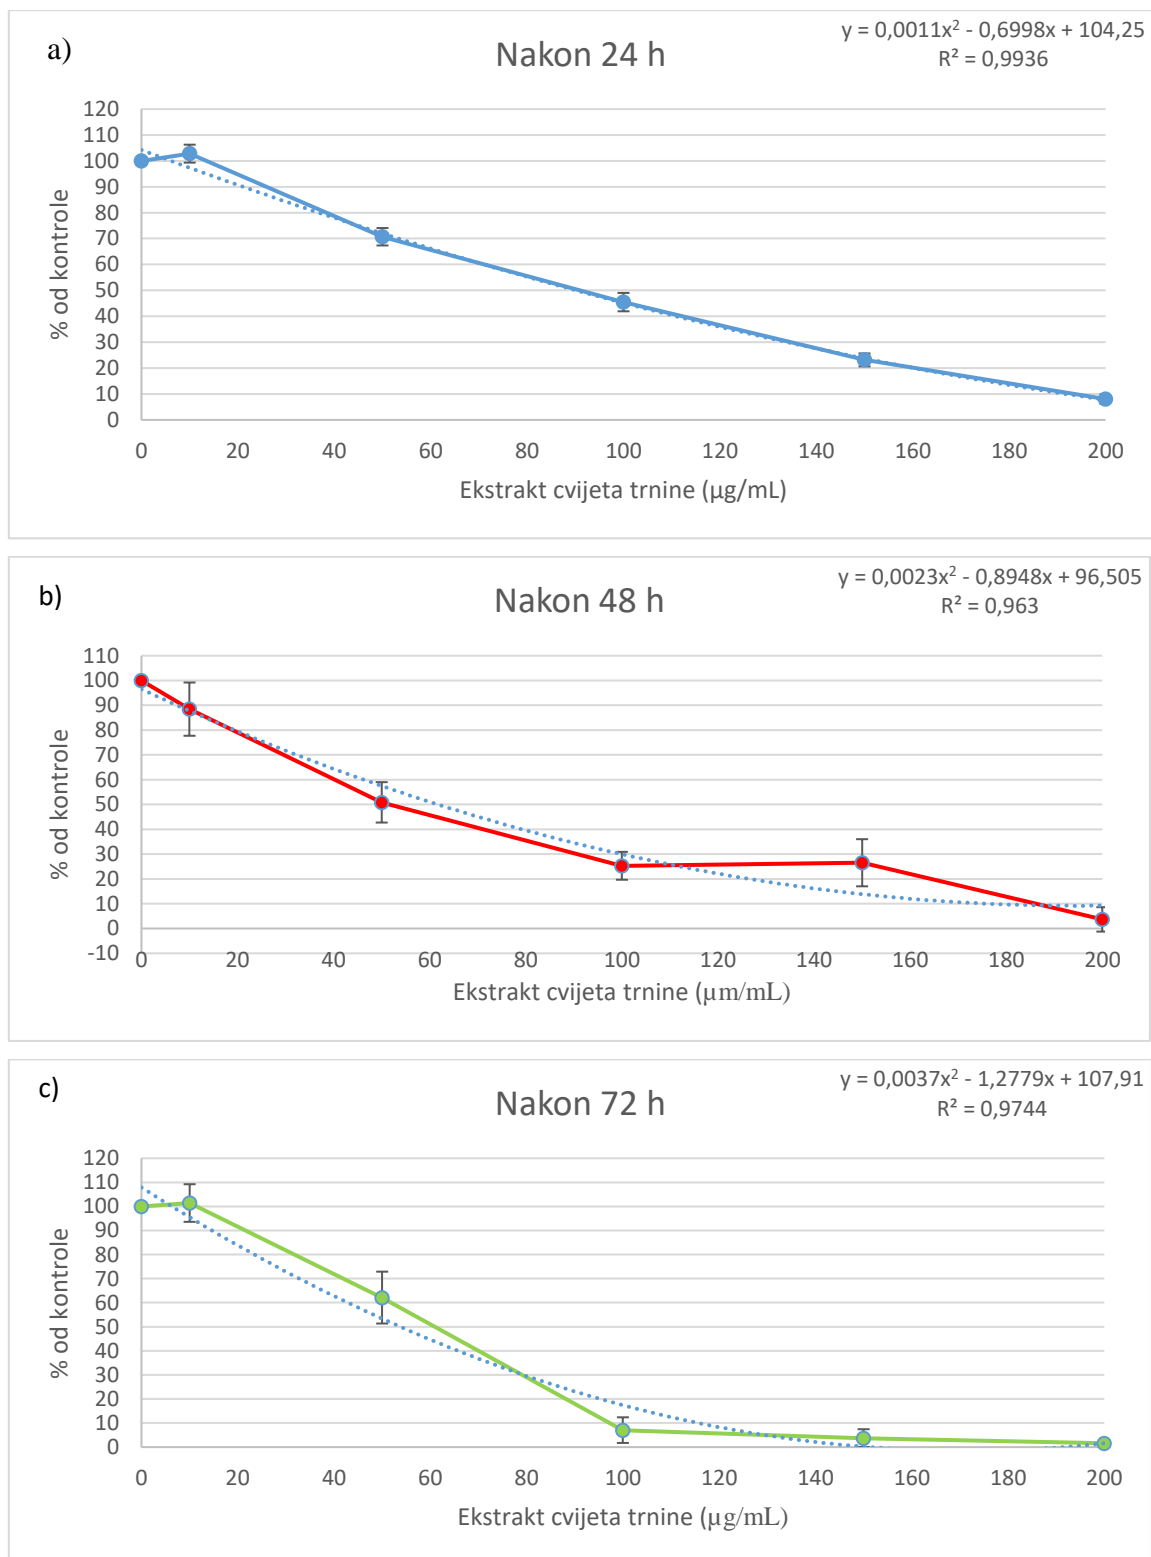 a)
Nakon 24 h
y = 0,0011x² - 0,6998x + 104,25
R² = 0,9936
120
110
100
90
80
70
60
50
40
30
20
10
0
% od kontrole
0 20 40 60 80 100 120 140 160 180 200
Ekstrakt cvijeta trnine (µg/mL)
b)
Nakon 48 h
y = 0,0023x² - 0,8948x + 96,505
R² = 0,963
110
100
90
80
70
60
50
40
30
20
10
0
-10
% od kontrole
0 20 40 60 80 100 120 140 160 180 200
Ekstrakt cvijeta trnine (µm/mL)
c)
Nakon 72 h
y = 0,0037x² - 1,2779x + 107,91
R² = 0,9744
120
110
100
90
80
70
60
50
40
30
20
10
0
% od kontrole
0 20 40 60 80 100 120 140 160 180 200
Ekstrakt cvijeta trnine (µg/mL)